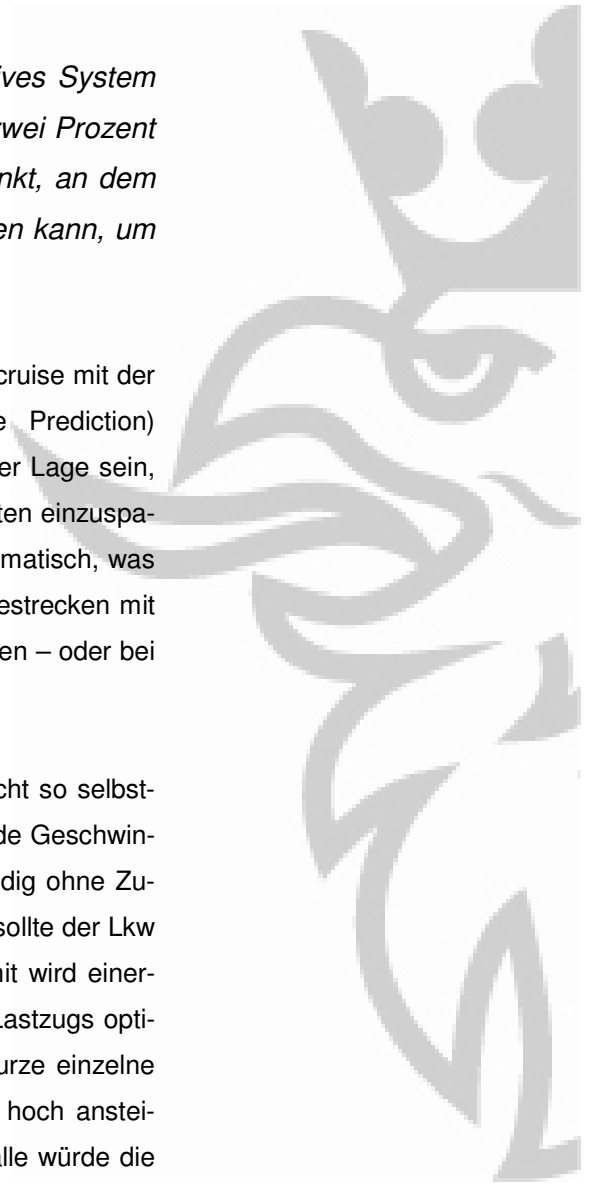 ves System
wei Prozent
nkt, an dem
en kann, um
cruise mit der
e Prediction)
er Lage sein,
ten einzuspa-
matisch, was
estrecken mit
en – oder bei
cht so selbst-
de Geschwin-
dig ohne Zu-
sollte der Lkw
nit wird einer-
Lastzugs opti-
urze einzelne
hoch anstei-
alle würde die